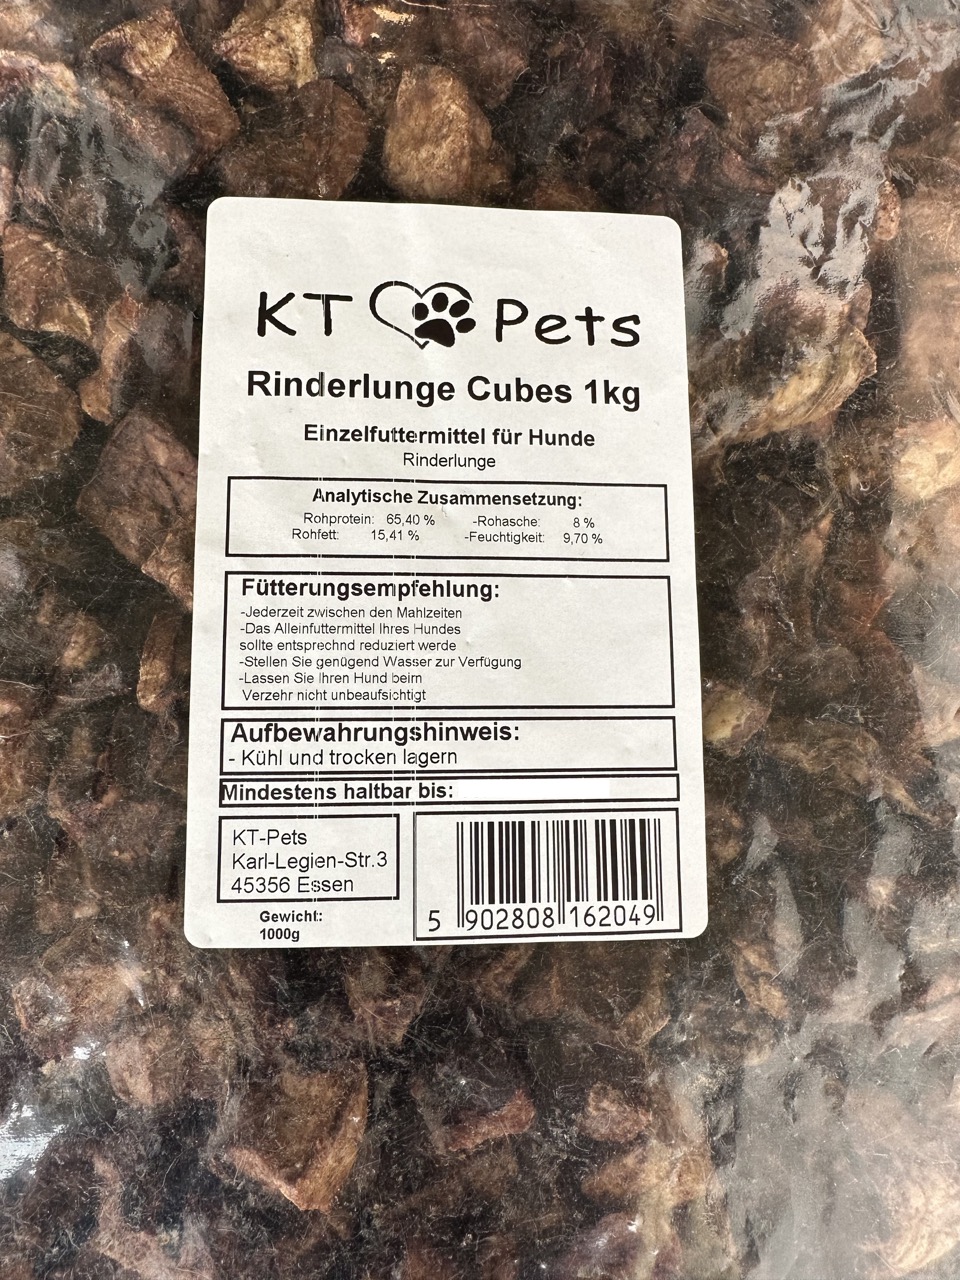 KT Pets
Rinderlunge Cubes 1kg
Einzelfuttermittel für Hunde
Rinderlunge
Analytische Zusammensetzung:
Rohprotein: 65,40 % -Rohasche: 8 %
Rohfett: 15,41 % -Feuchtigkeit: 9,70 %
Fütterungsempfehlung:
-Jederzeit zwischen den Mahlzeiten
-Das Alleinfuttermittel Ihres Hundes
sollte entsprechnd reduziert werde
-Stellen Sie genügend Wasser zur Verfügung
-Lassen Sie Ihren Hund beim
Verzehr nicht unbeaufsichtigt
Aufbewahrungshinweis:
- Kühl und trocken lagern
Mindestens haltbar bis:
KT-Pets
Karl-Legien-Str.3
45356 Essen
Gewicht:
1000g
5 902808 162049